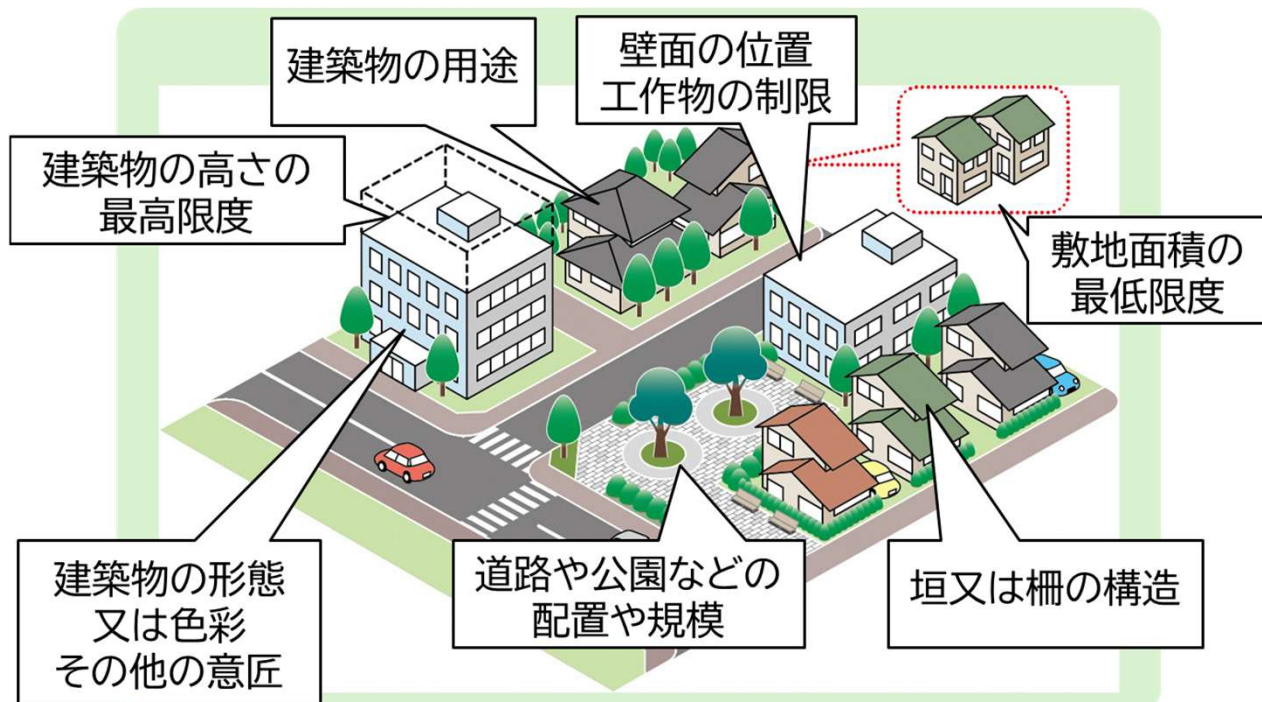 建築物の用途
壁面の位置
工作物の制限
建築物の高さの
最高限度
敷地面積の
最低限度
建築物の形態
又は色彩
その他の意匠
道路や公園などの
配置や規模
垣又は柵の構造